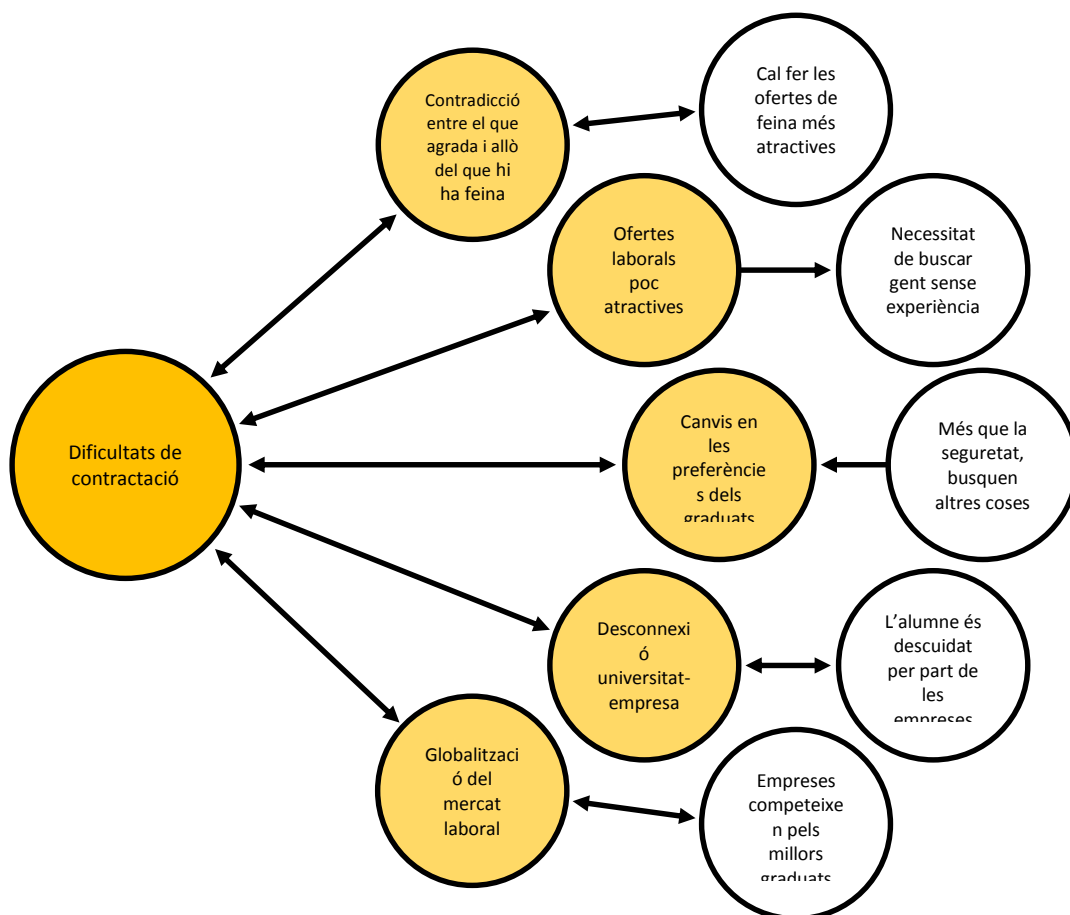 Contradicció
entre el que
agrada i allò
del que hi
ha feina
Cal fer les
ofertes de
feina més
atractives
Ofertes
laborals
poc
atractives
Necessitat
de buscar
gent sense
experiència
Dificultats de
contractació
Canvis en
les
preferèncie
s dels
graduats
Més que la
seguretat,
busquen
altres coses
Desconnexi
ó
universitat-
empresa
L'alumne és
descuidat
per part de
les
empreses
Globalitzaci
ó del
mercat
laboral
Empreses
competeixe
n pels
millors
graduats